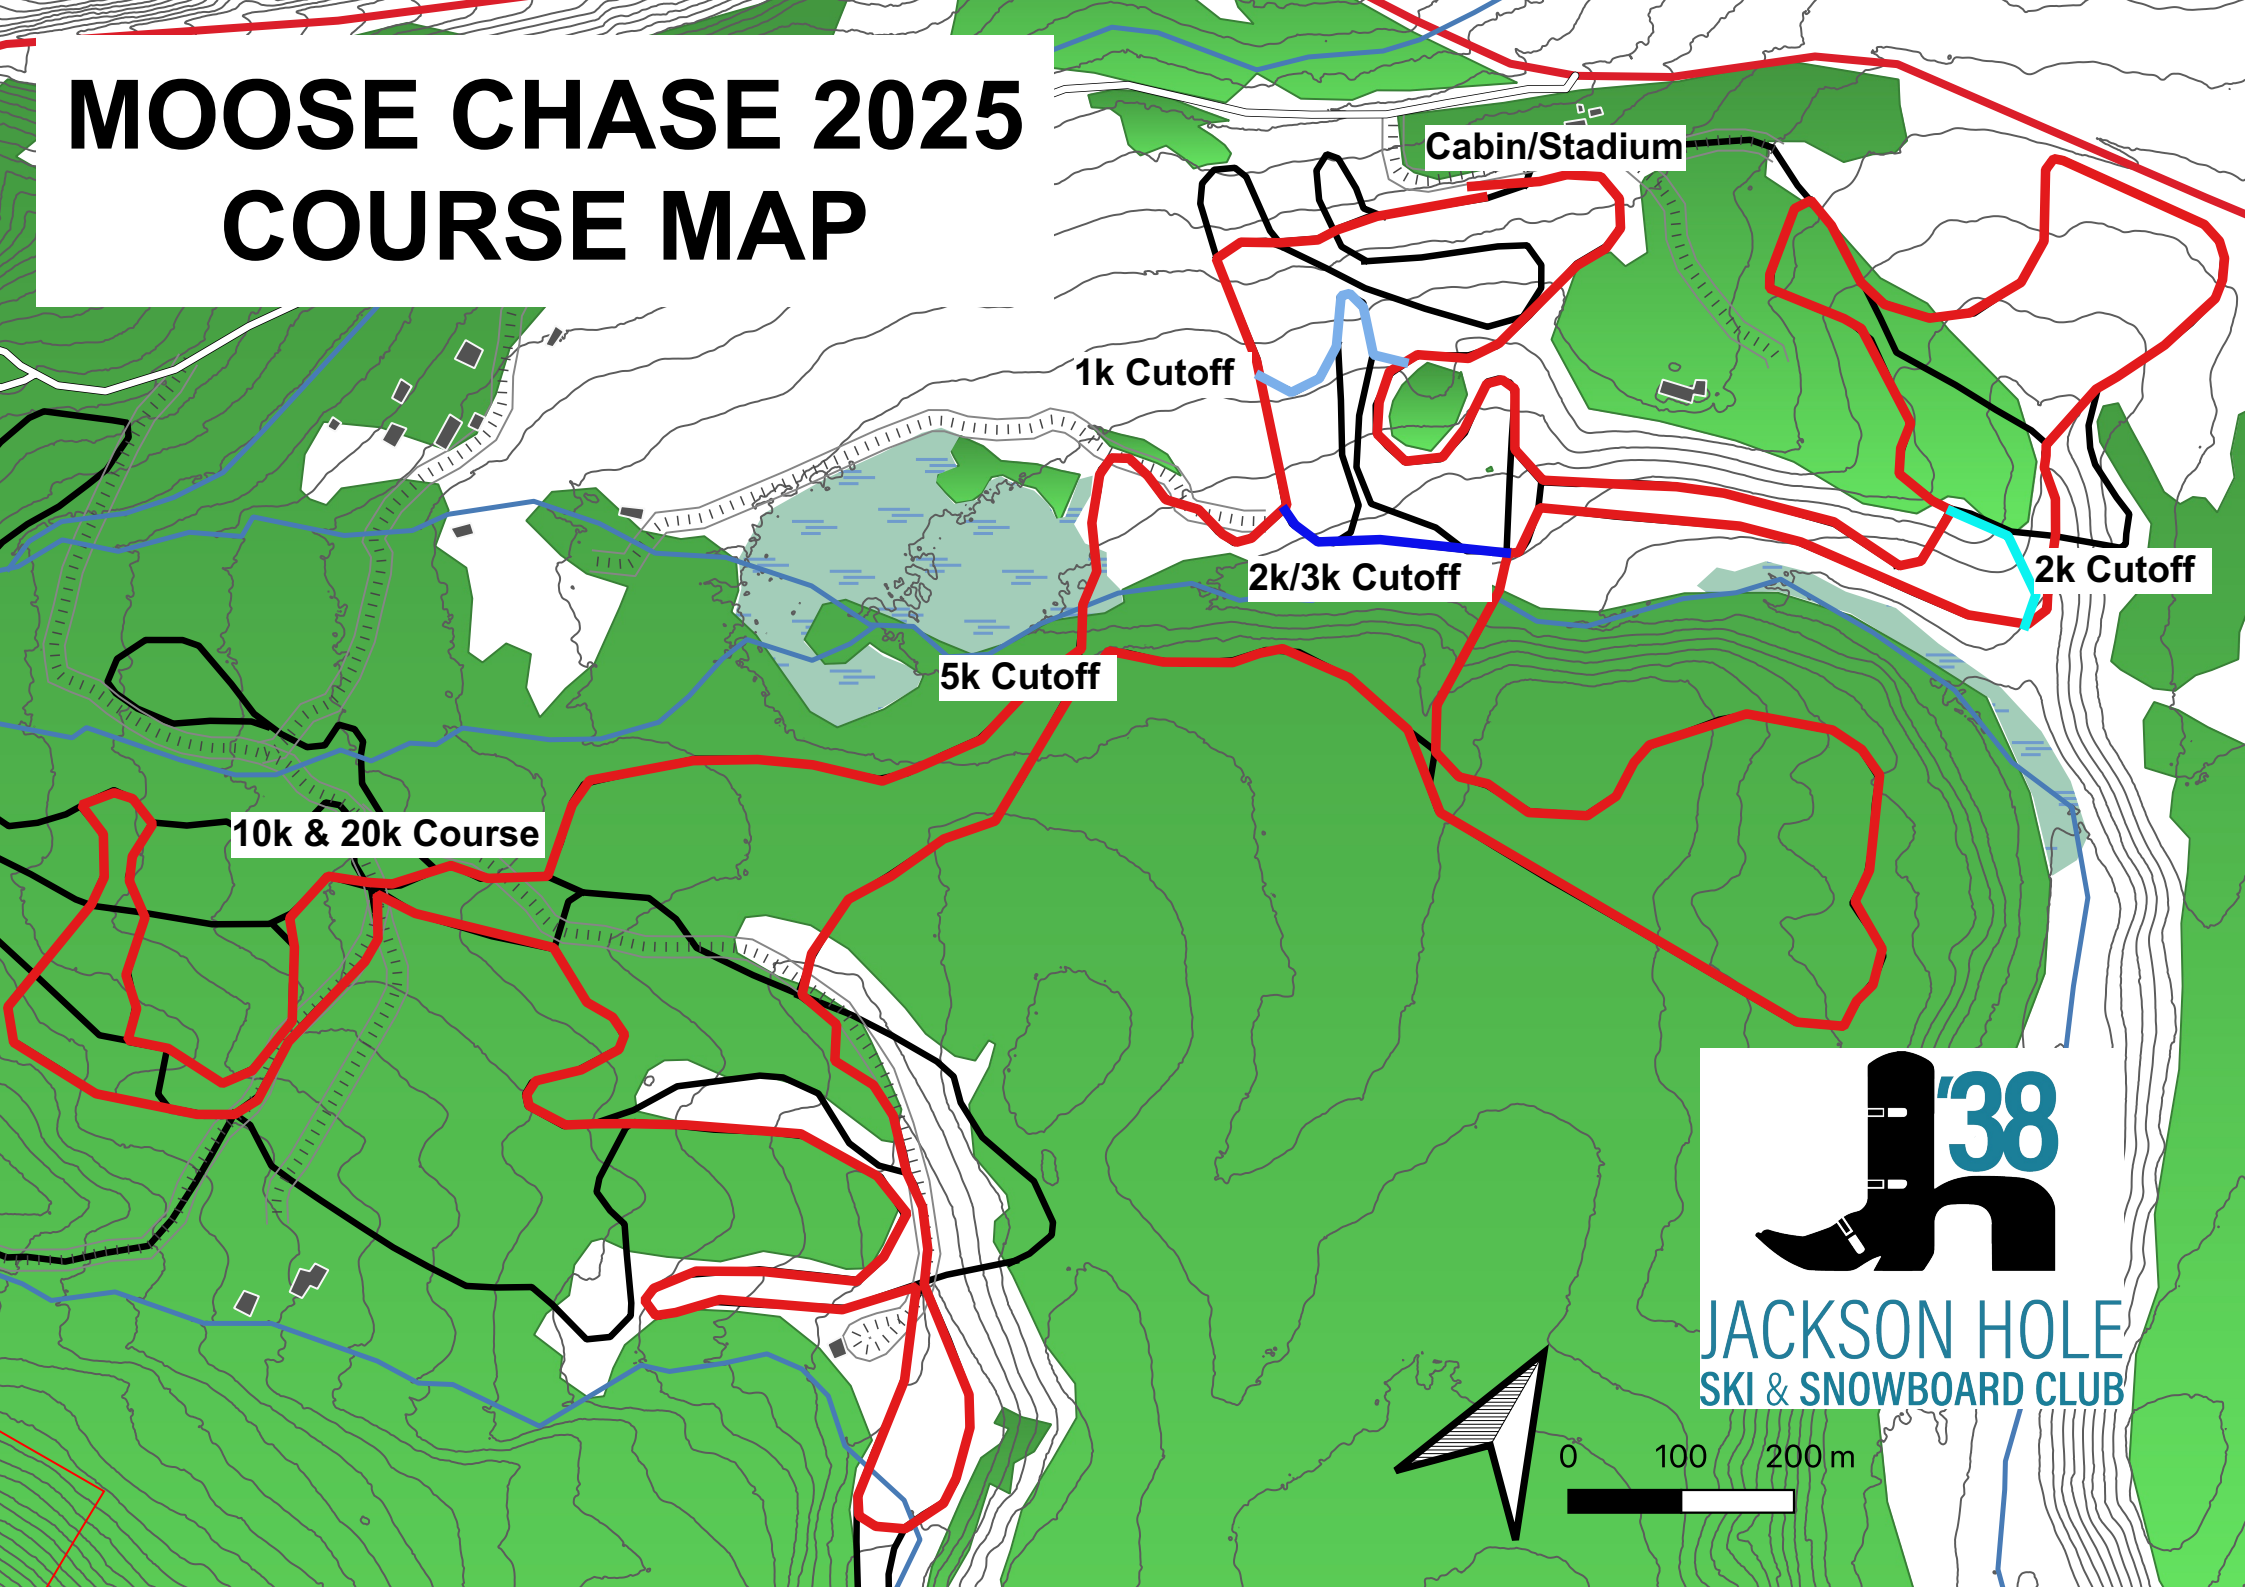 MOOSE CHASE 2025
COURSE MAP
Cabin/Stadium
1k Cutoff
2k/3k Cutoff
2k Cutoff
5k Cutoff
10k & 20k Course
'38
JACKSON HOLE
SKI & SNOWBOARD CLUB
0 100 200 m